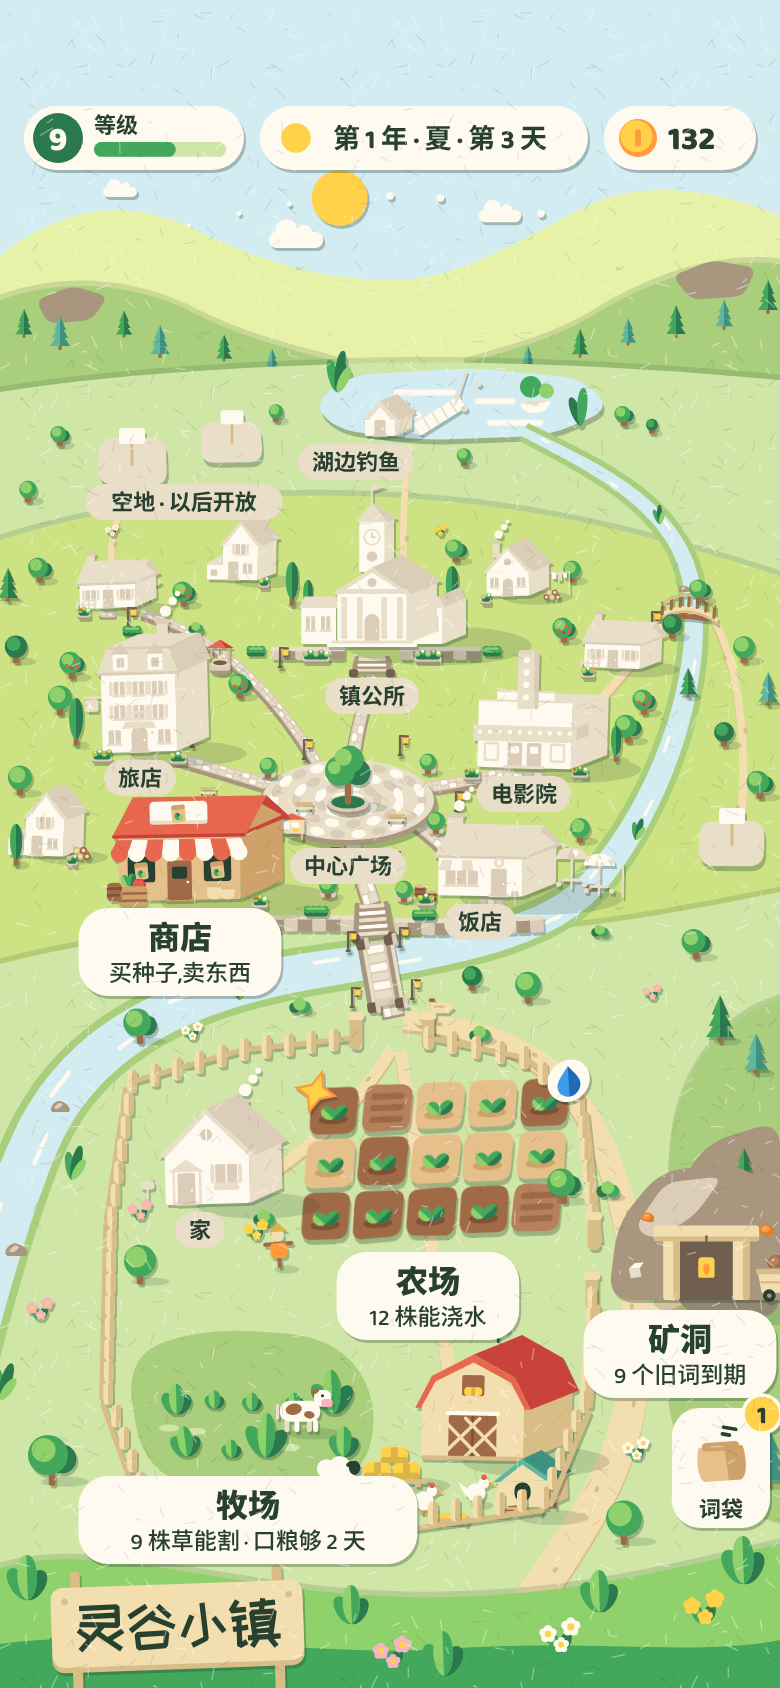 9
等级
第1年·夏·第3天
132
湖边钓鱼
空地·以后开放
镇公所
旅店
电影院
中心广场
饭店
商店
买种子,卖东西
家
农场
12 株能浇水
矿洞
9 个旧词到期
1
词袋
牧场
9 株草能割·口粮够 2 天
灵谷小镇